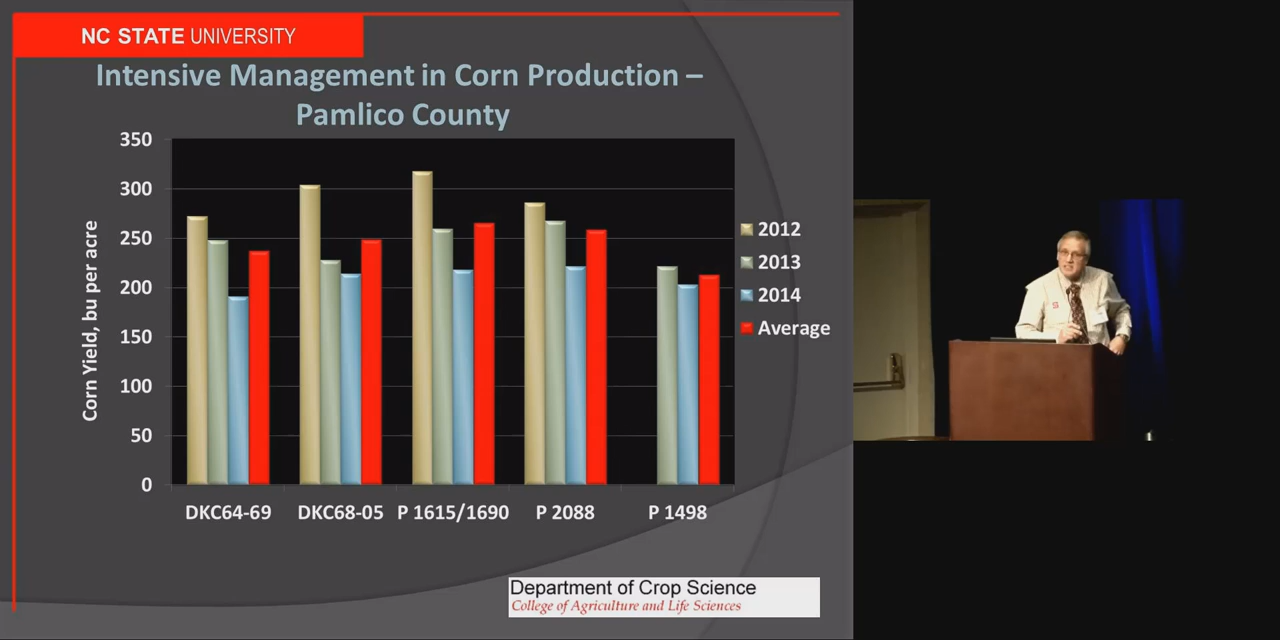 NC STATE UNIVERSITY
Intensive Management in Corn Production –
Pamlico County
Corn Yield, bu per acre
350
300
250
200
150
100
50
0
DKC64-69 DKC68-05 P 1615/1690 P 2088 P 1498
2012
2013
2014
Average
Department of Crop Science
College of Agriculture and Life Sciences
S